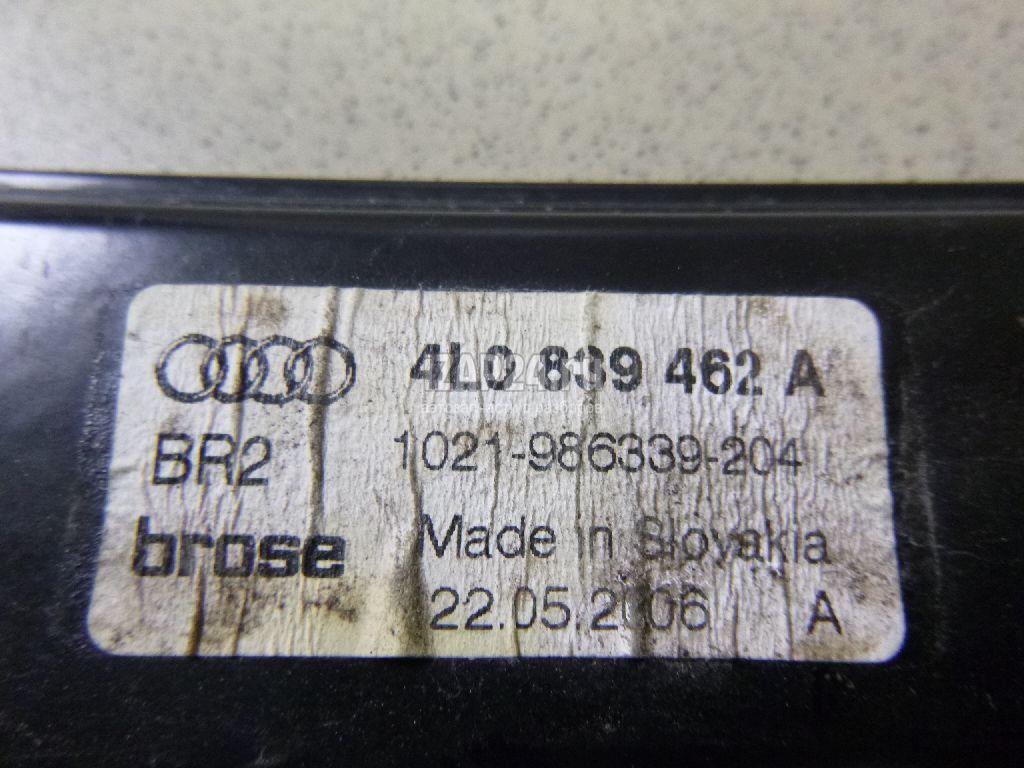 4L0 839 462 A
BR2 1021-986339-204
brose Made in Slovakia
22.05.2006 A